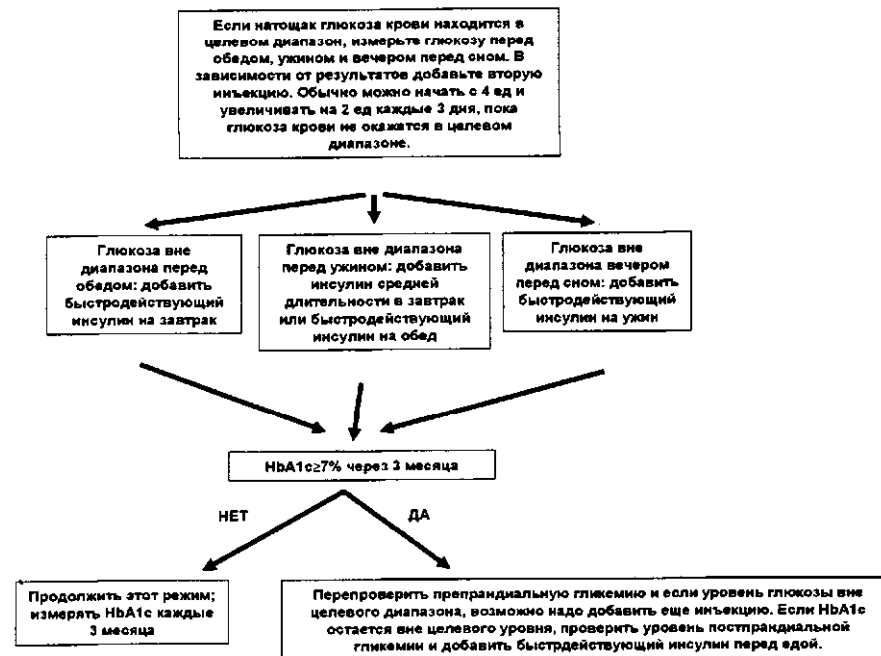 Если натощак глюкоза крови находится в
целевом диапазон, измерьте глюкозу перед
обедом, ужином и вечером перед сном. В
зависимости от результатов добавьте вторую
инъекцию. Обычно можно начать с 4 ед и
увеличивать на 2 ед каждые 3 дня, пока
глюкоза крови не окажатся в целевом
диапазоне.
Глюкоза вне
диапазона перед
обедом: добавить
быстродействующий
инсулин на завтрак
Глюкоза вне диапазона
перед ужином: добавить
инсулин средней
длительности в завтрак
или быстродействующий
инсулин на обед
Глюкоза вне
диапазона вечером
перед сном: добавить
быстродействующий
инсулин на ужин
HbA1c≥7% через 3 месяца
НЕТ
ДА
Продолжить этот режим;
измерять HbA1c каждые
3 месяца
Перепроверить препрандиальную гликемию и если уровень глюкозы вне
целевого диапазона, возможно надо добавить еще инъекцию. Если HbA1c
остается вне целевого уровня, проверить уровень постпрандиальной
гликемии и добавить быстрдействующий инсулин перед едой.